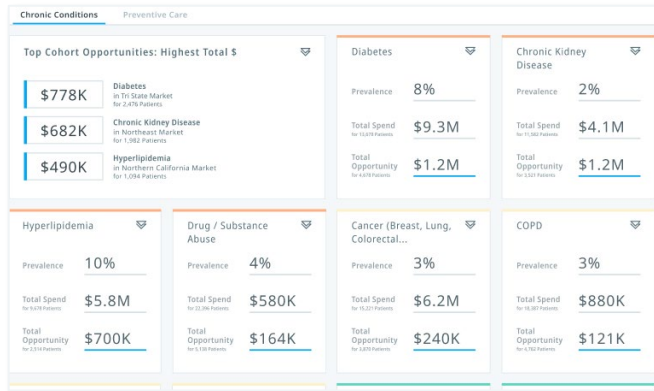 Chronic Conditions
Preventive Care
Top Cohort Opportunities: Highest Total $
$778K
Diabetes
in Tri State Market
for 2,476 Patients
$682K
Chronic Kidney Disease
in Northeast Market
for 1,982 Patients
$490K
Hyperlipidemia
in Northern California Market
for 1,094 Patients
Diabetes
Prevalence 8%
Total Spend $9.3M
Total
Opportunity $1.2M
Chronic Kidney
Disease
Prevalence 2%
Total Spend $4.1M
Total
Opportunity $1.2M
Hyperlipidemia
Prevalence 10%
Total Spend $5.8M
Total
Opportunity $700K
Drug / Substance
Abuse
Prevalence 4%
Total Spend $580K
Total
Opportunity $164K
Cancer (Breast, Lung,
Colorectal...
Prevalence 3%
Total Spend $6.2M
Total
Opportunity $240K
COPD
Prevalence 3%
Total Spend $880K
Total
Opportunity $121K